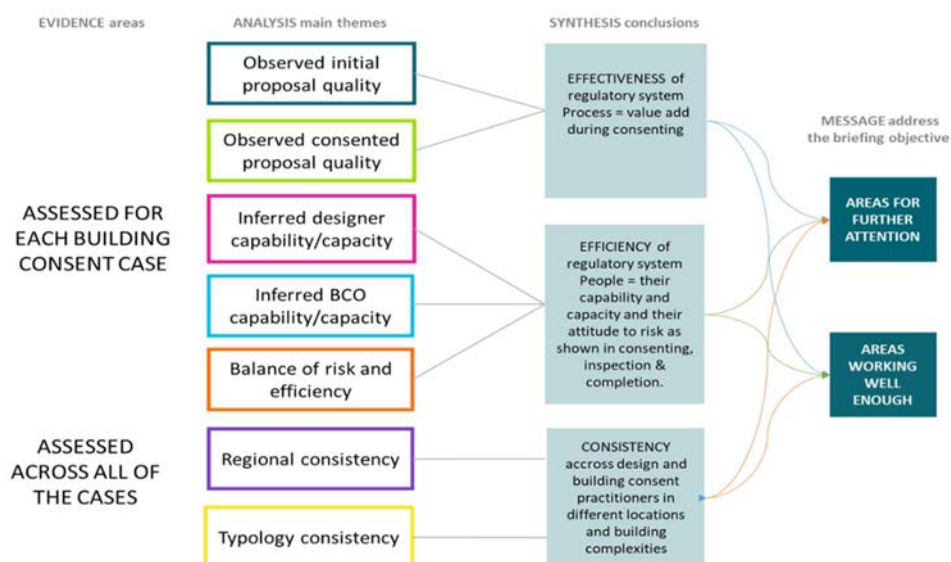 EVIDENCE areas
ANALYSIS main themes
SYNTHESIS conclusions
MESSAGE address
the briefing objective
ASSESSED FOR
EACH BUILDING
CONSENT CASE
ASSESSED
ACROSS ALL OF
THE CASES
Observed initial
proposal quality
Observed consented
proposal quality
Inferred designer
capability/capacity
Inferred BCO
capability/capacity
Balance of risk and
efficiency
Regional consistency
Typology consistency
EFFECTIVENESS of
regulatory system
Process = value add
during consenting
EFFICIENCY of
regulatory system
People = their
capability and
capacity and their
attitude to risk as
shown in consenting,
inspection &
completion.
CONSISTENCY
accross design and
building consent
practitioners in
different locations
and building
complexities
AREAS FOR
FURTHER
ATTENTION
AREAS
WORKING
WELL
ENOUGH